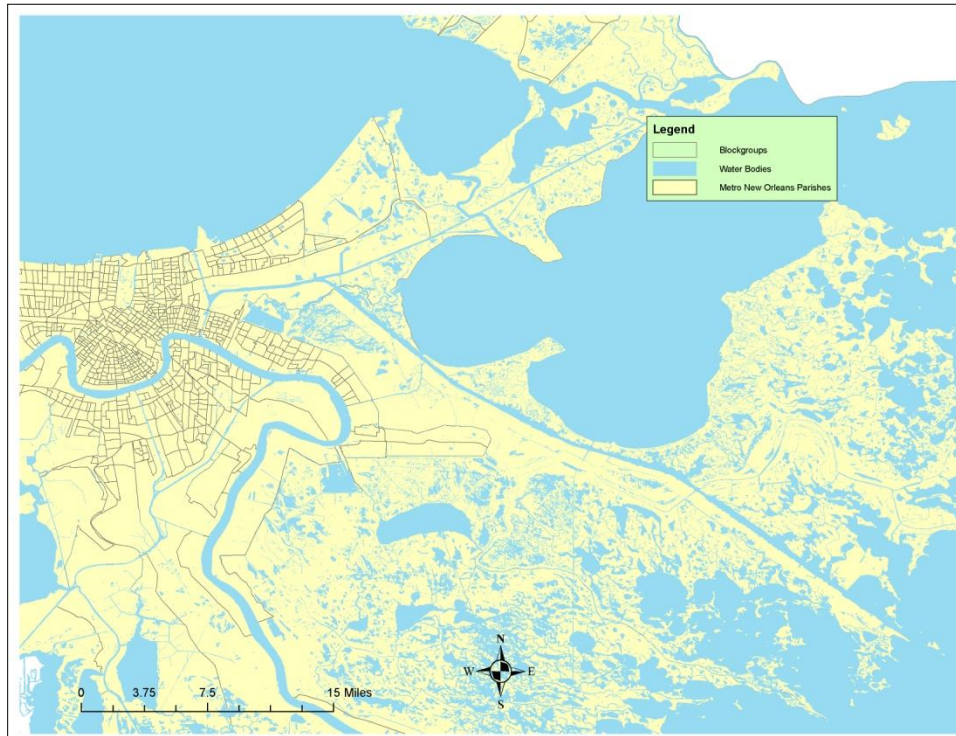 Legend
Blockgroups
Water Bodies
Metro New Orleans Parishes
N
W E
S
0 3.75 7.5 15 Miles